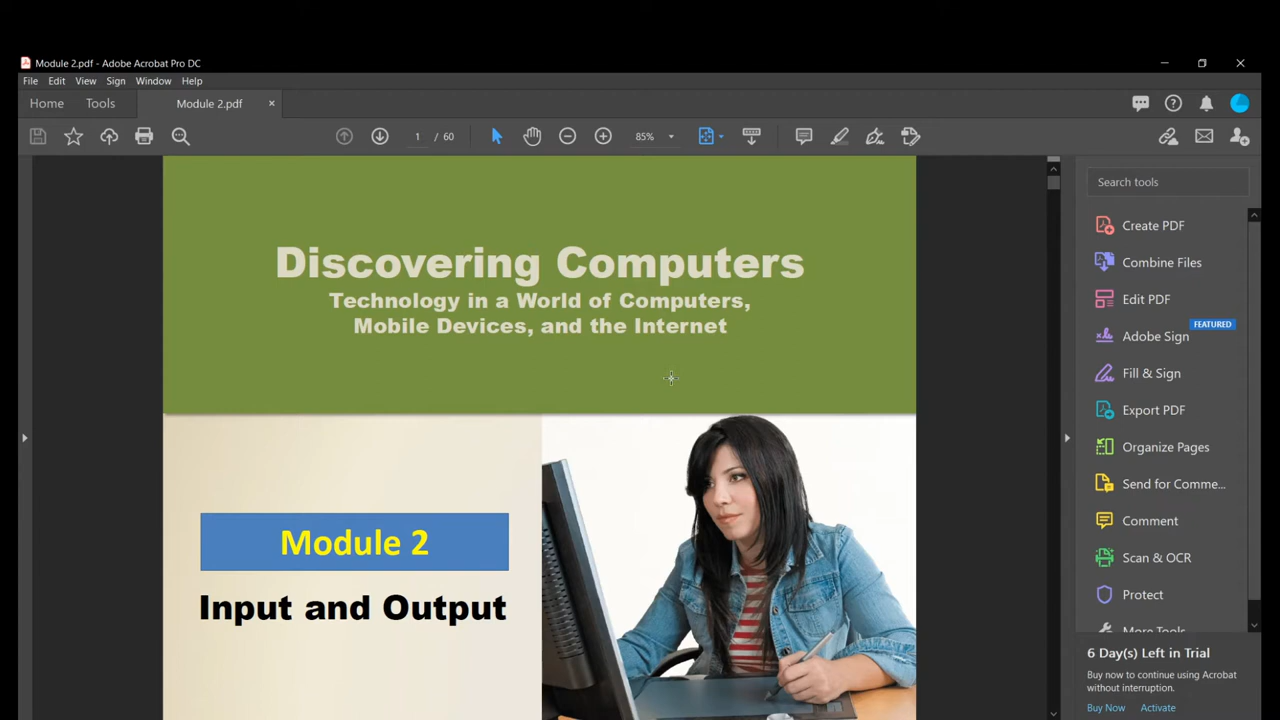 Module 2.pdf - Adobe Acrobat Pro DC
File Edit View Sign Window Help
Home Tools Module 2.pdf ×
1 / 60 85%
Discovering Computers
Technology in a World of Computers,
Mobile Devices, and the Internet
Module 2
Input and Output
Search tools
Create PDF
Combine Files
Edit PDF
FEATURED
Adobe Sign
Fill & Sign
Export PDF
Organize Pages
Send for Comme...
Comment
Scan & OCR
Protect
More Tools
6 Day(s) Left in Trial
Buy now to continue using Acrobat
without interruption.
Buy Now Activate